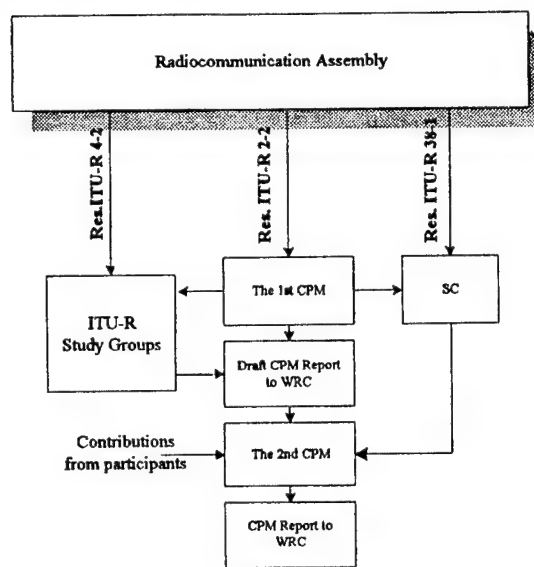 Radiocommunication Assembly
Res.ITU-R 4-2
Res. ITU-R 2-2
Res. ITU-R 38-1
The 1st CPM
SC
ITU-R
Study Groups
Draft CPM Report
to WRC
Contributions
from participants
The 2nd CPM
CPM Report to
WRC